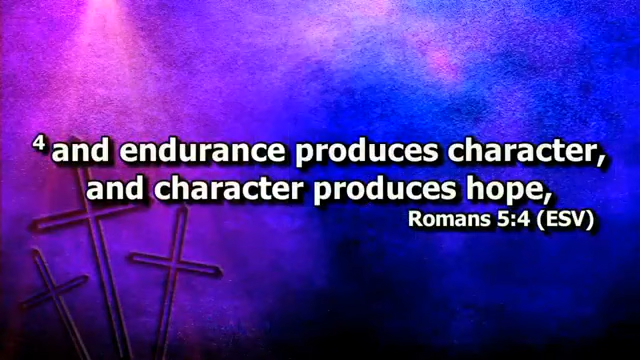 4 and endurance produces character,
and character produces hope,
Romans 5:4 (ESV)